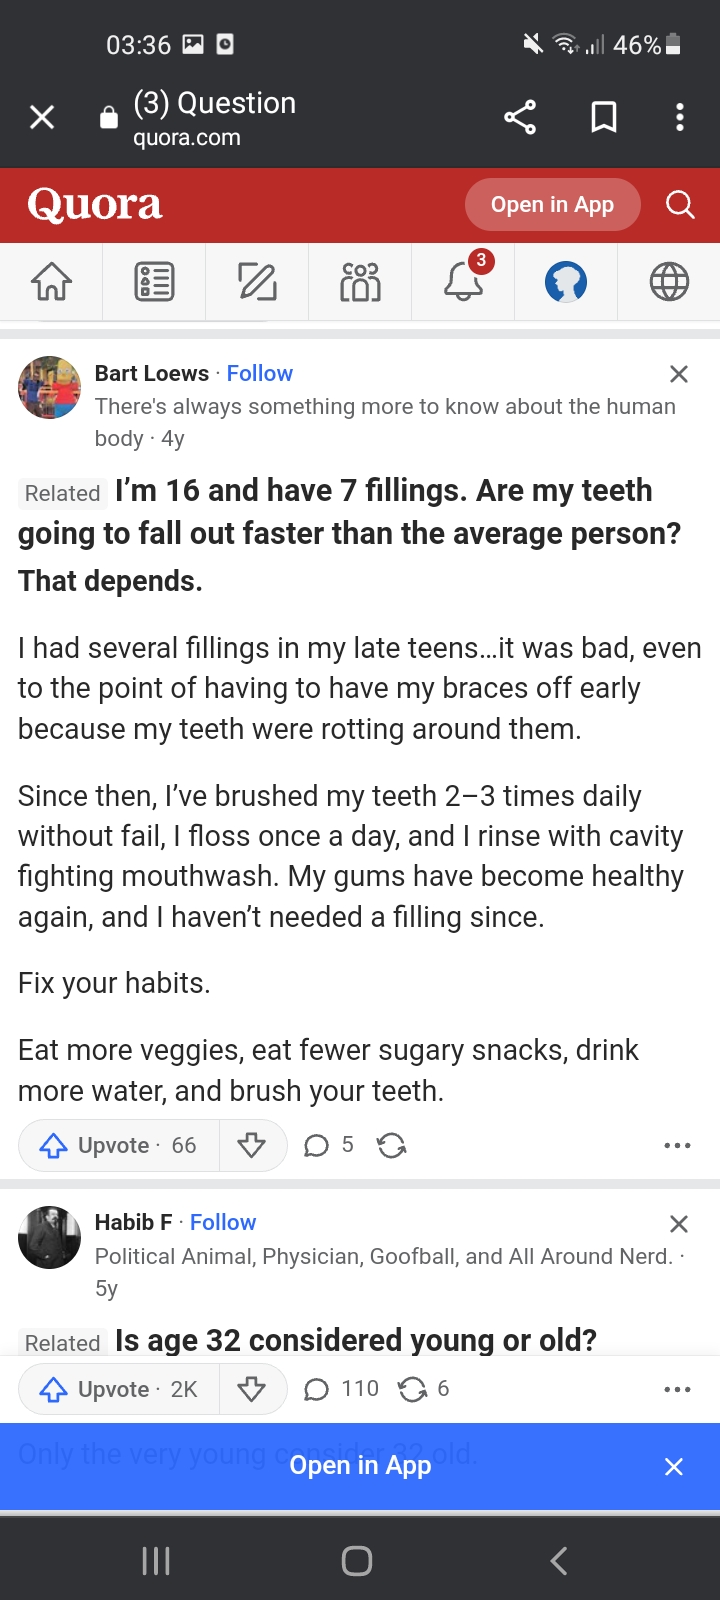 03:36
46%
(3) Question
quora.com
Quora
Open in App
3
Bart Loews · Follow
There's always something more to know about the human
body · 4y
Related I’m 16 and have 7 fillings. Are my teeth
going to fall out faster than the average person?
That depends.
I had several fillings in my late teens…it was bad, even
to the point of having to have my braces off early
because my teeth were rotting around them.
Since then, I’ve brushed my teeth 2–3 times daily
without fail, I floss once a day, and I rinse with cavity
fighting mouthwash. My gums have become healthy
again, and I haven’t needed a filling since.
Fix your habits.
Eat more veggies, eat fewer sugary snacks, drink
more water, and brush your teeth.
Upvote · 66
5
Habib F · Follow
Political Animal, Physician, Goofball, and All Around Nerd. ·
5y
Related Is age 32 considered young or old?
Upvote · 2K
110
6
Only the very young consider 32 old.
Open in App